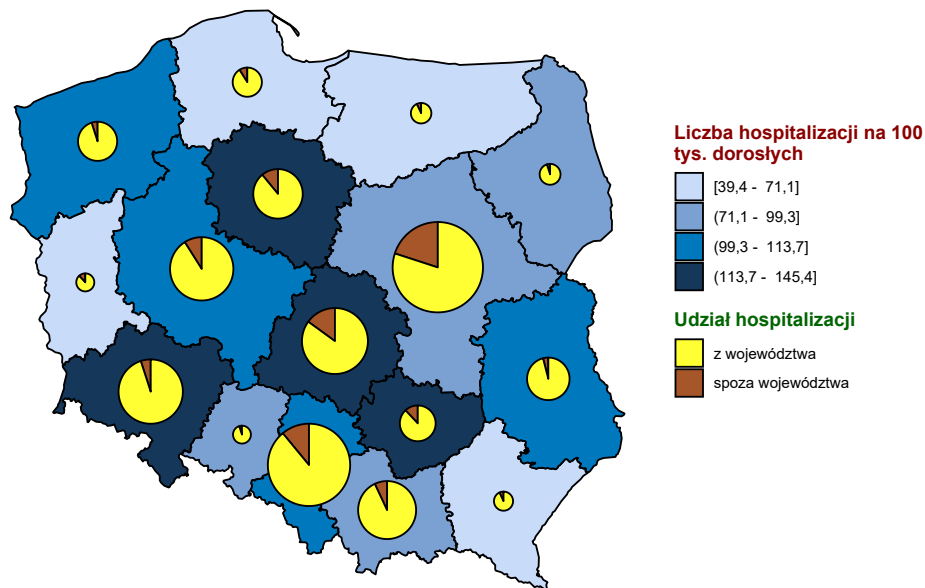 Liczba hospitalizacji na 100
tys. dorosłych
[39,4 - 71,1]
(71,1 - 99,3]
(99,3 - 113,7]
(113,7 - 145,4]
Udział hospitalizacji
z województwa
spoza województwa